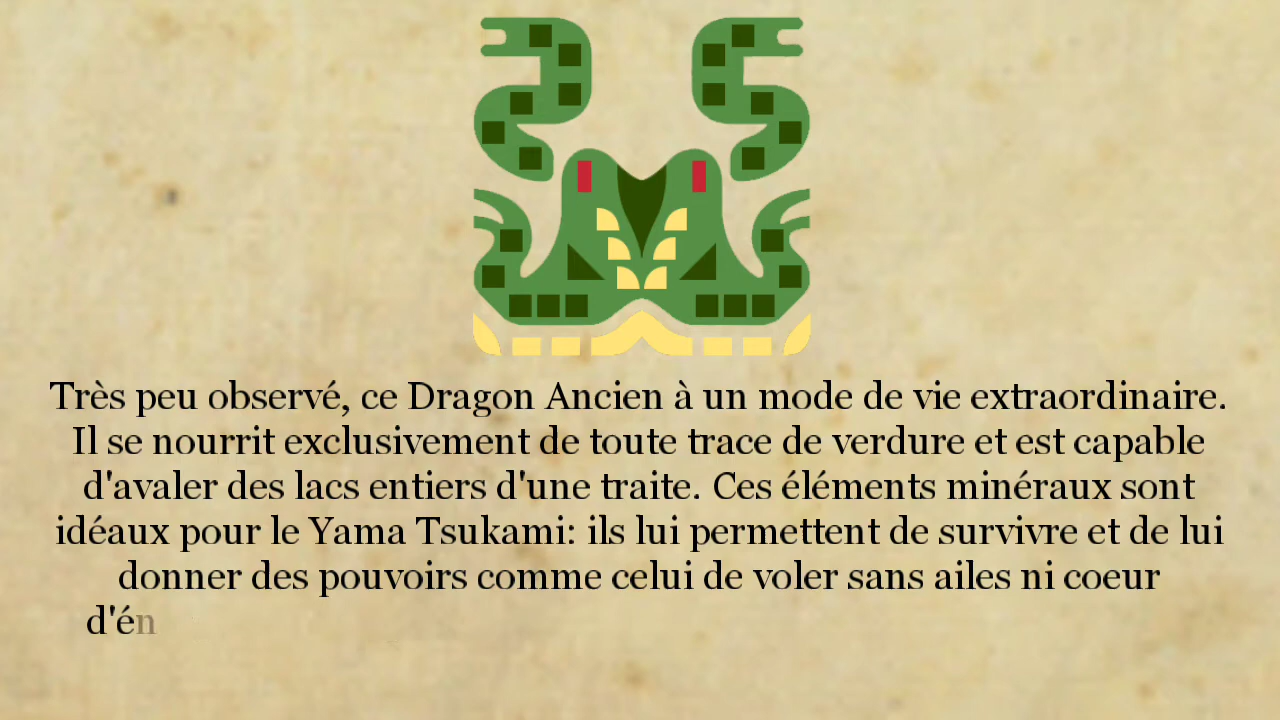 Très peu observé, ce Dragon Ancien à un mode de vie extraordinaire.
Il se nourrit exclusivement de toute trace de verdure et est capable
d'avaler des lacs entiers d'une traite. Ces éléments minéraux sont
idéaux pour le Yama Tsukami: ils lui permettent de survivre et de lui
donner des pouvoirs comme celui de voler sans ailes ni coeur
d'én